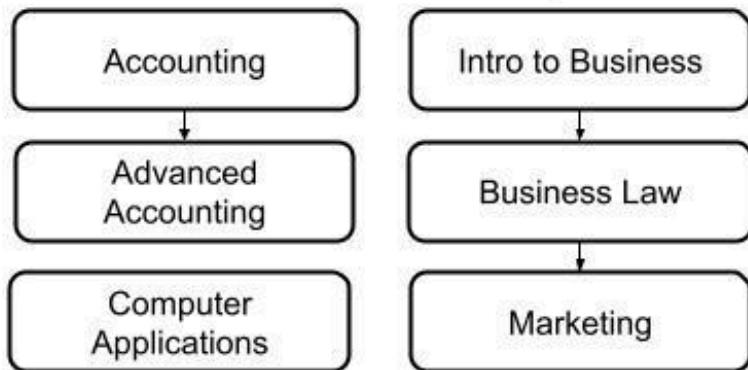 Accounting
Intro to Business
Advanced
Accounting
Business Law
Computer
Applications
Marketing